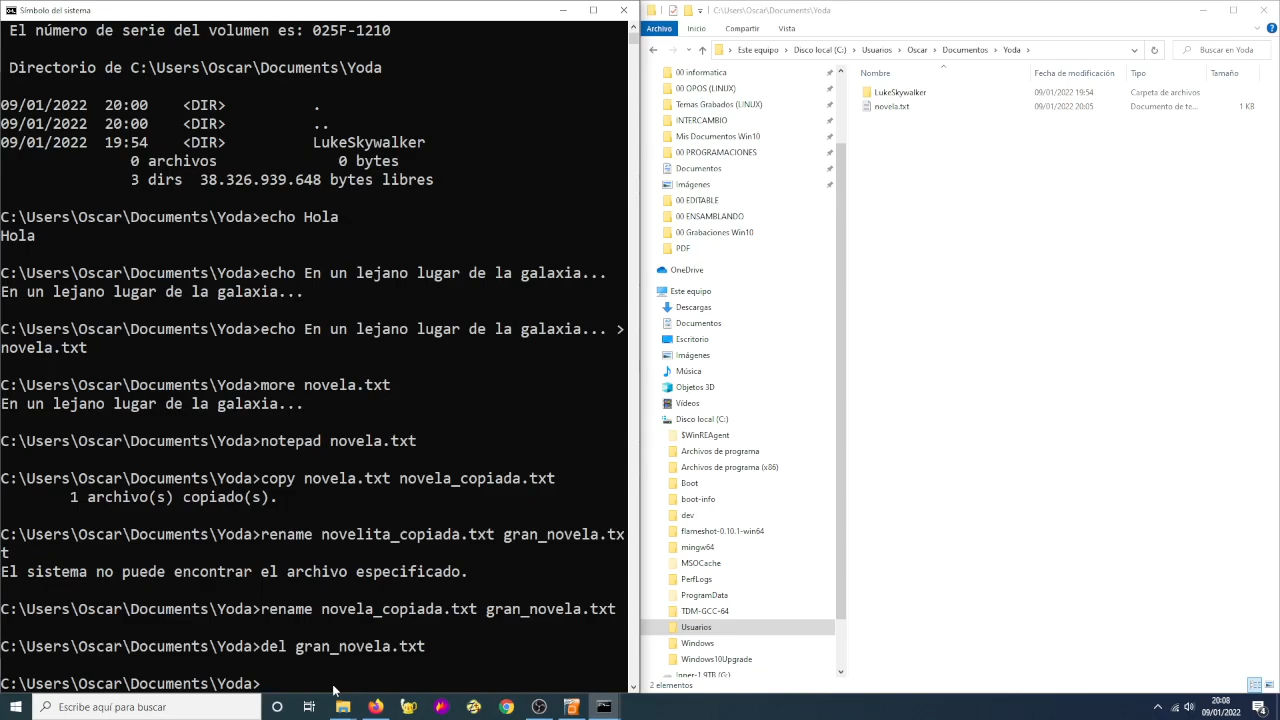 Símbolo del sistema
El número de serie del volumen es: 025F-1210
Directorio de C:\Users\Oscar\Documents\Yoda
09/01/2022  20:00    <DIR>          .
09/01/2022  20:00    <DIR>          ..
09/01/2022  19:54    <DIR>          LukeSkywalker
0 archivos              0 bytes
3 dirs  38.926.939.648 bytes libres
C:\Users\Oscar\Documents\Yoda>echo Hola
Hola
C:\Users\Oscar\Documents\Yoda>echo En un lejano lugar de la galaxia...
En un lejano lugar de la galaxia...
C:\Users\Oscar\Documents\Yoda>echo En un lejano lugar de la galaxia... >
novela.txt
C:\Users\Oscar\Documents\Yoda>more novela.txt
En un lejano lugar de la galaxia...
C:\Users\Oscar\Documents\Yoda>notepad novela.txt
C:\Users\Oscar\Documents\Yoda>copy novela.txt novela_copiada.txt
1 archivo(s) copiado(s).
C:\Users\Oscar\Documents\Yoda>rename novelita_copiada.txt gran_novela.tx
t
El sistema no puede encontrar el archivo especificado.
C:\Users\Oscar\Documents\Yoda>rename novela_copiada.txt gran_novela.txt
C:\Users\Oscar\Documents\Yoda>del gran_novela.txt
C:\Users\Oscar\Documents\Yoda>
C:\Users\Oscar\Documents\Yoda
Archivo Inicio Compartir Vista
Este equipo > Disco local (C:) > Usuarios > Oscar > Documentos > Yoda >
Buscar en Yoda
Nombre Fecha de modificación Tipo Tamaño
LukeSkywalker 09/01/2022 19:54 Carpeta de archivos
novela.txt 09/01/2022 20:05 Documento de te... 1 KB
00 informatica
00 OPOS (LINUX)
Temas Grabados (LINUX)
INTERCAMBIO
Mis Documentos Win10
00 PROGRAMACIONES
Documentos
Imágenes
00 EDITABLE
00 ENSAMBLANDO
00 Grabaciones Win10
PDF
OneDrive
Este equipo
Descargas
Documentos
Escritorio
Imágenes
Música
Objetos 3D
Vídeos
Disco local (C:)
$WinREAgent
Archivos de programa
Archivos de programa (x86)
Boot
boot-info
dev
flameshot-0.10.1-win64
mingw64
MSOCache
PerfLogs
ProgramData
TDM-GCC-64
Usuarios
Windows
Windows10Upgrade
Inner-1.9TB (G:)
2 elementos
Escribe aquí para buscar
20:08
09/01/2022